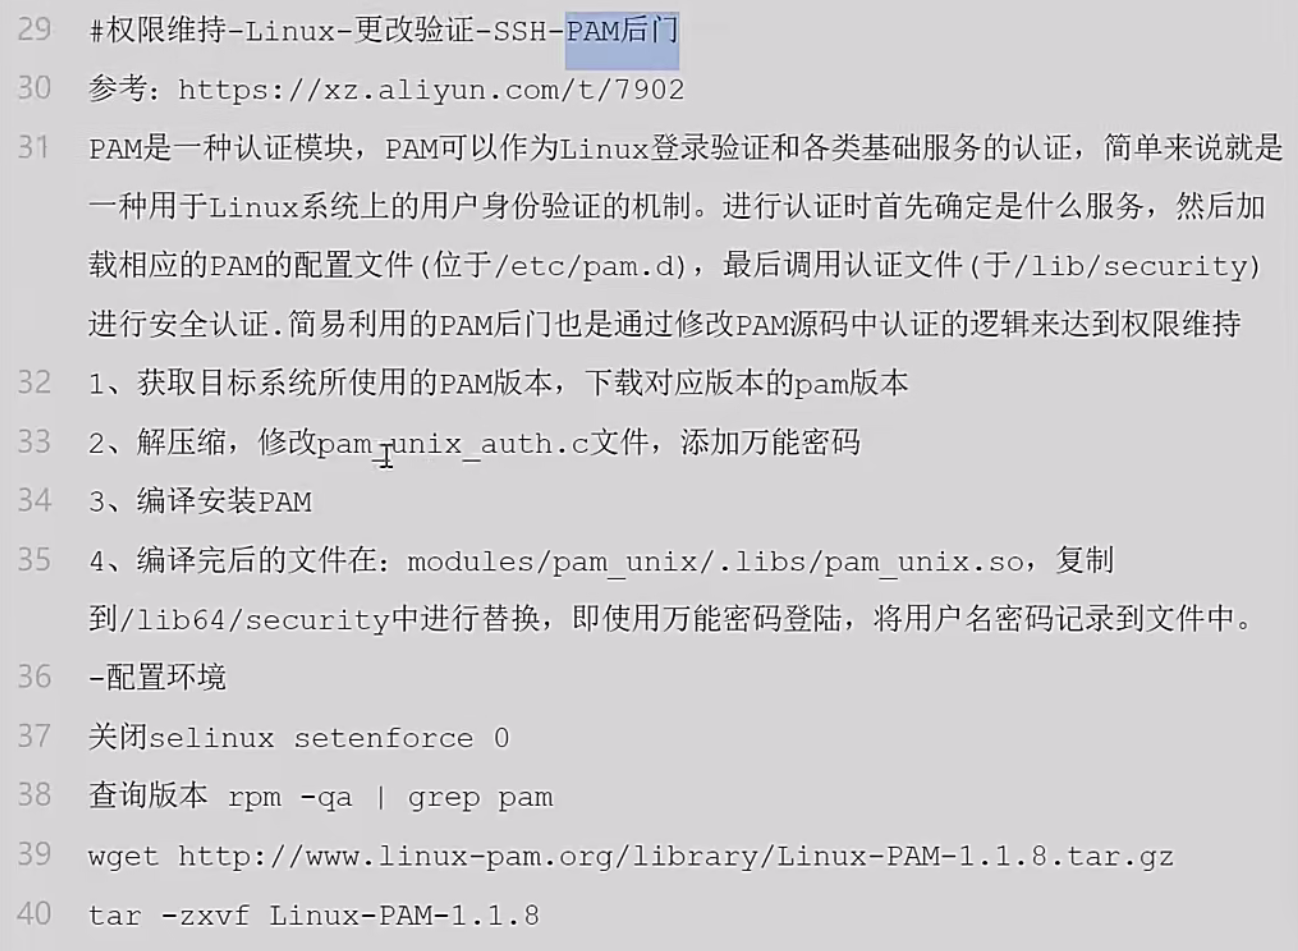 29 #权限维持-Linux-更改验证-SSH-PAM后门
30 参考：https://xz.aliyun.com/t/7902
31 PAM是一种认证模块，PAM可以作为Linux登录验证和各类基础服务的认证，简单来说就是
一种用于Linux系统上的用户身份验证的机制。进行认证时首先确定是什么服务，然后加
载相应的PAM的配置文件(位于/etc/pam.d)，最后调用认证文件(于/lib/security)
进行安全认证.简易利用的PAM后门也是通过修改PAM源码中认证的逻辑来达到权限维持
32 1、获取目标系统所使用的PAM版本，下载对应版本的pam版本
33 2、解压缩，修改pam_unix_auth.c文件，添加万能密码
34 3、编译安装PAM
35 4、编译完后的文件在：modules/pam_unix/.libs/pam_unix.so，复制
到/lib64/security中进行替换，即使用万能密码登陆，将用户名密码记录到文件中。
36 -配置环境
37 关闭selinux setenforce 0
38 查询版本 rpm -qa | grep pam
39 wget http://www.linux-pam.org/library/Linux-PAM-1.1.8.tar.gz
40 tar -zxvf Linux-PAM-1.1.8